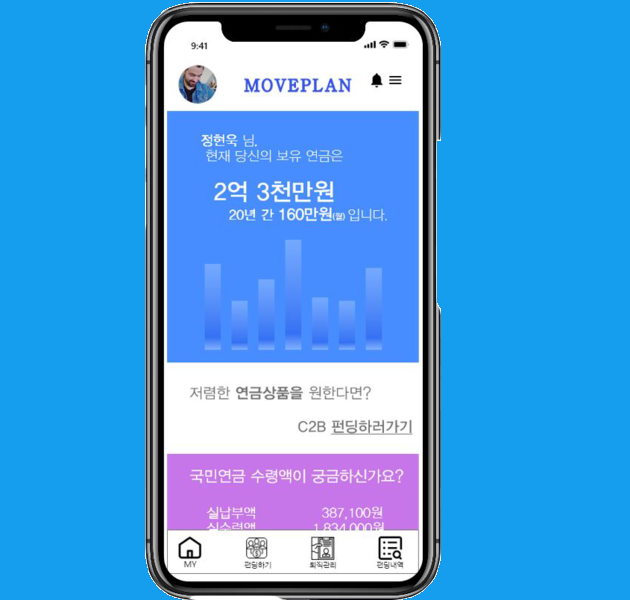 9:41
MOVEPLAN
정현욱 님,
현재 당신의 보유 연금은
2억 3천만원
20년 간 160만원(월) 입니다.
저렴한 연금상품을 원한다면?
C2B 펀딩하러가기
국민연금 수령액이 궁금하신가요?
실납부액 387,100원
실수령액 1,834,000원
MY 펀딩하기 퇴직관리 펀딩내역